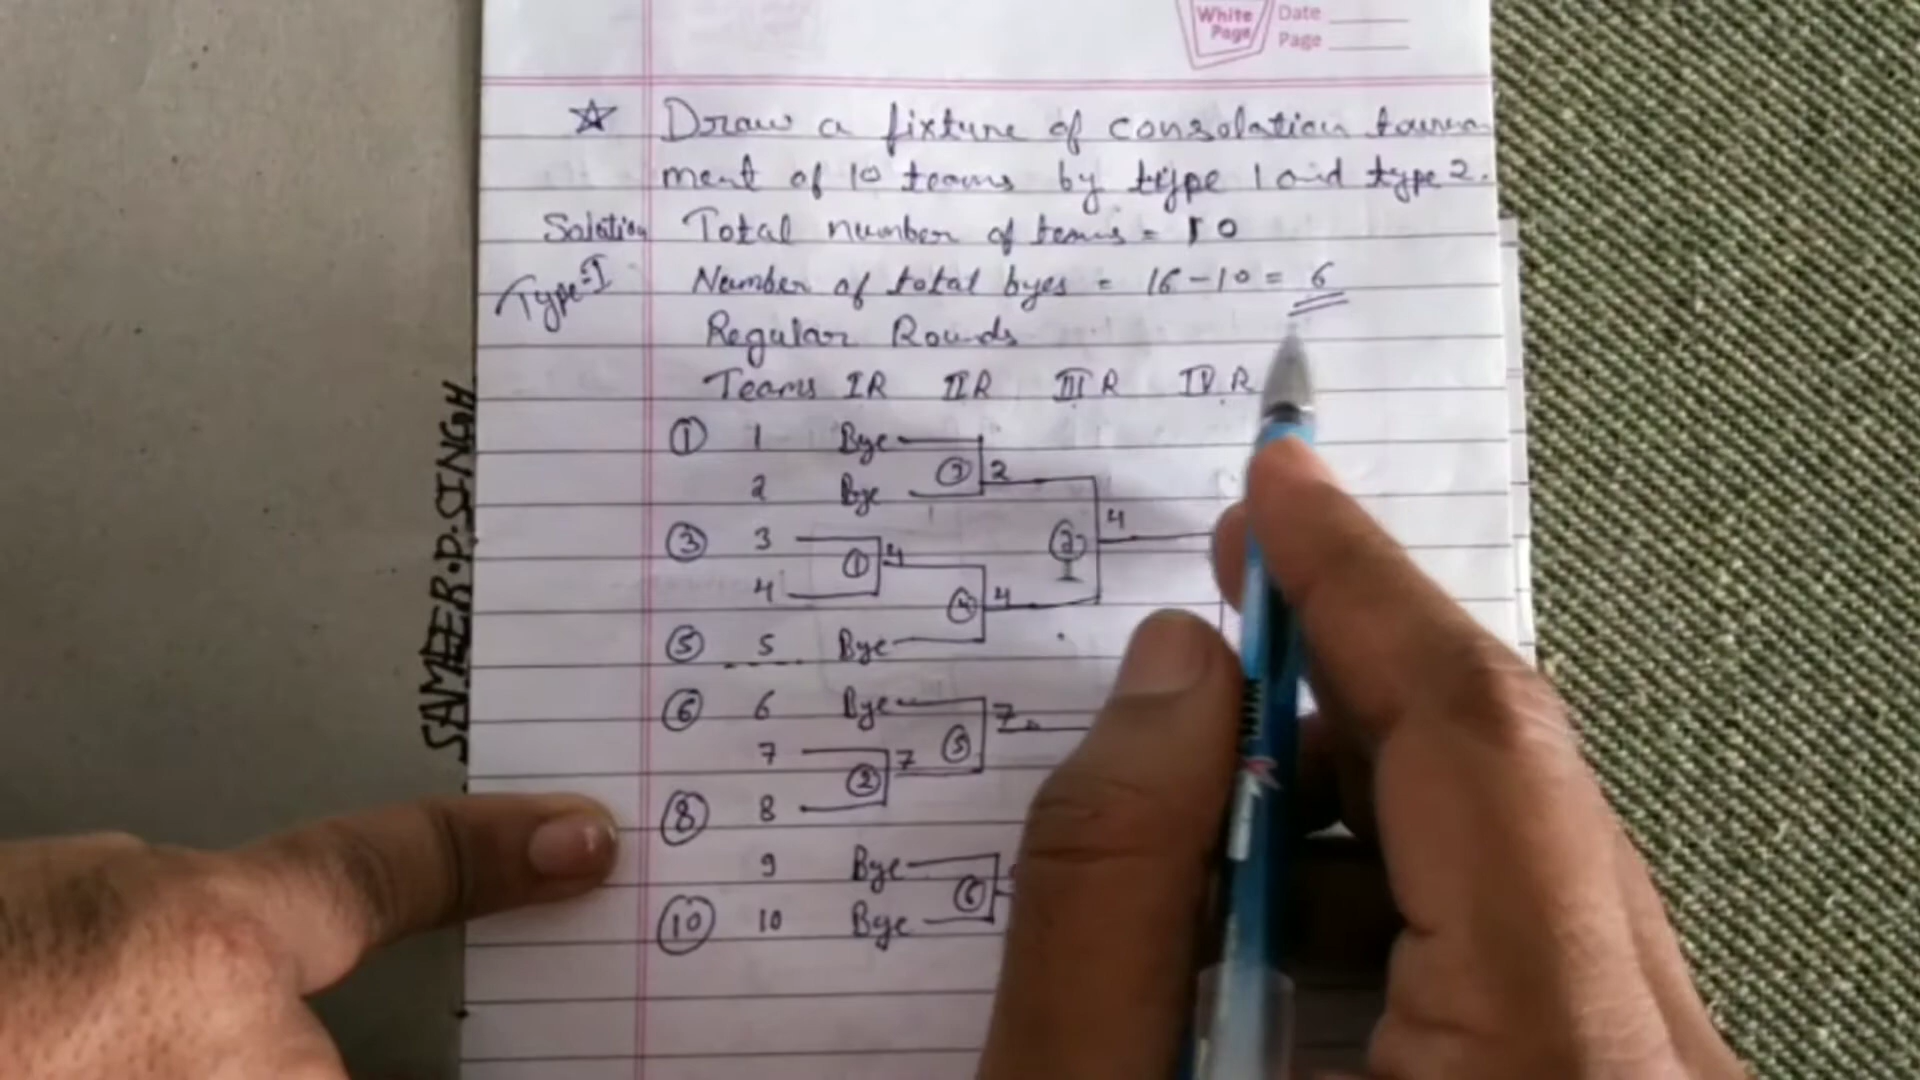 White Page
Date
Page
☆ Draw a fixture of consolation tourna
ment of 10 teams by type 1 and type 2.
Solution Total number of teams = 10
Type-I Number of total byes = 16-10 = 6
Regular Rounds
Teams IR IIR IIIR IV R
① 1 Bye
③ 2
2 Bye
4
③ 3
① 4
4
④ 4
⑤ 5 Bye
⑥ 6 Bye
7
7 ② 7 ⑤
⑧ 8
9 Bye
⑥
⑩ 10 Bye
SAMEER.P.SINGH